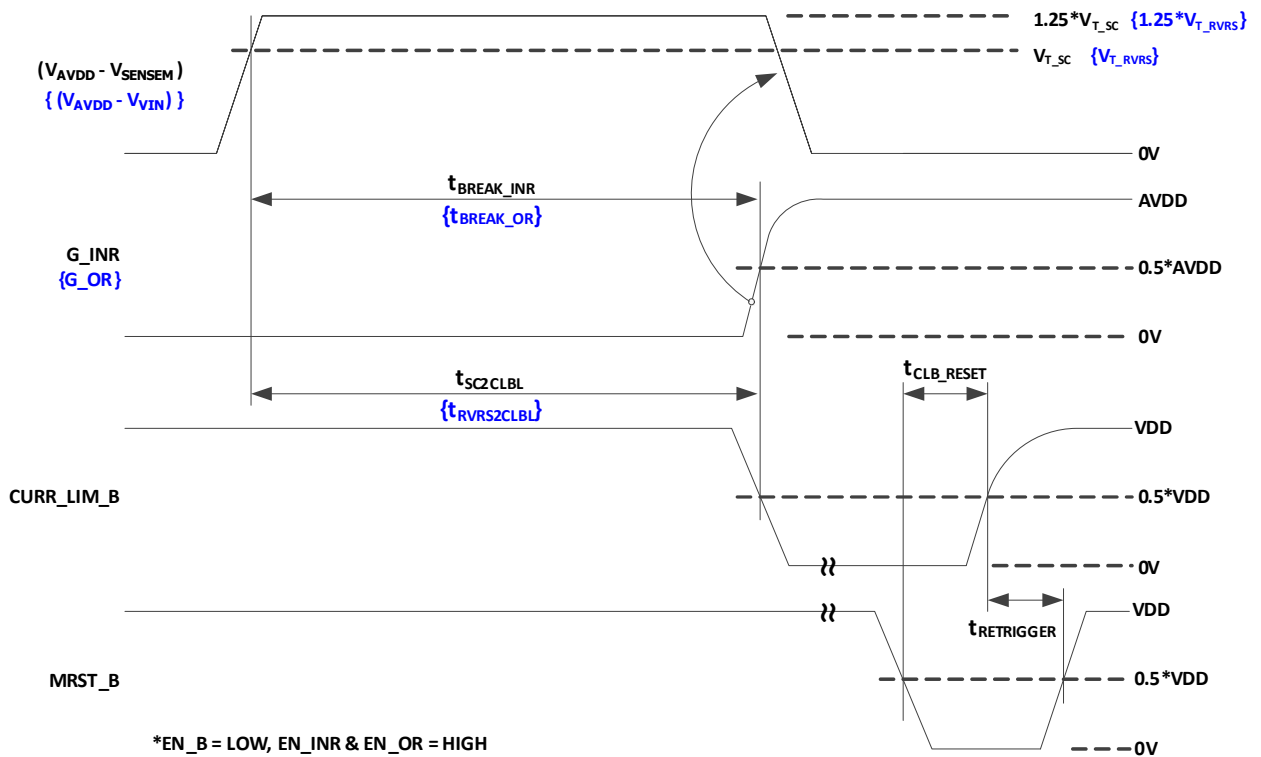 1.25*VT_SC {1.25*VT_RVRS}
VT_SC {VT_RVRS}
(VAVDD - VSENSEM)
{ (VAVDD - VVIN) }
0V
tBREAK_INR
{tBREAK_OR}
AVDD
G_INR
{G_OR}
0.5*AVDD
0V
tCLB_RESET
tSC2CLBL
{tRVRS2CLBL}
VDD
CURR_LIM_B
0.5*VDD
0V
VDD
tRETRIGGER
MRST_B
0.5*VDD
*EN_B = LOW, EN_INR & EN_OR = HIGH
0V